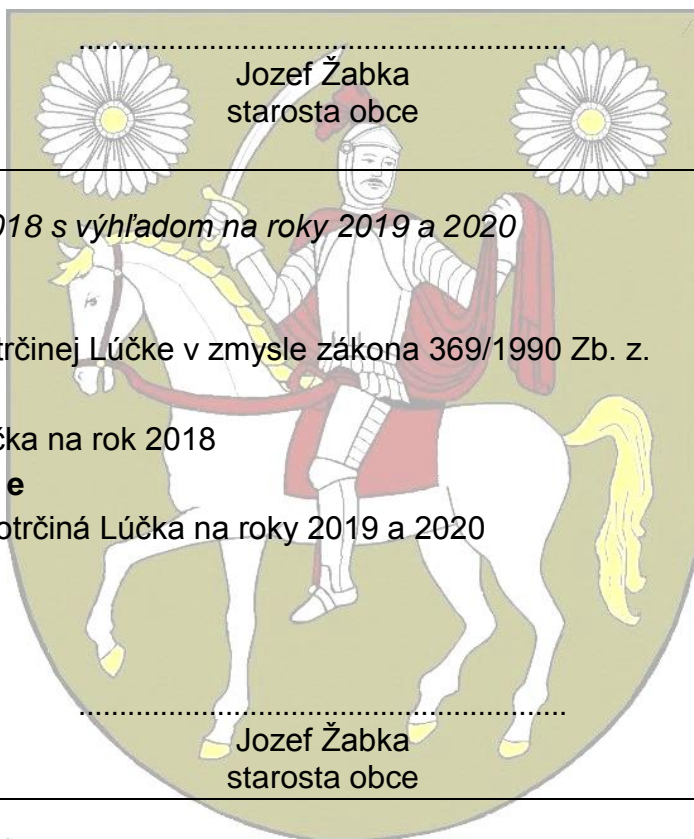 ..............................................................
Jozef Žabka
starosta obce
018 s výhľadom na roky 2019 a 2020
trčinej Lúčke v zmysle zákona 369/1990 Zb. z.
čka na rok 2018
e
otrčiná Lúčka na roky 2019 a 2020
..............................................................
Jozef Žabka
starosta obce